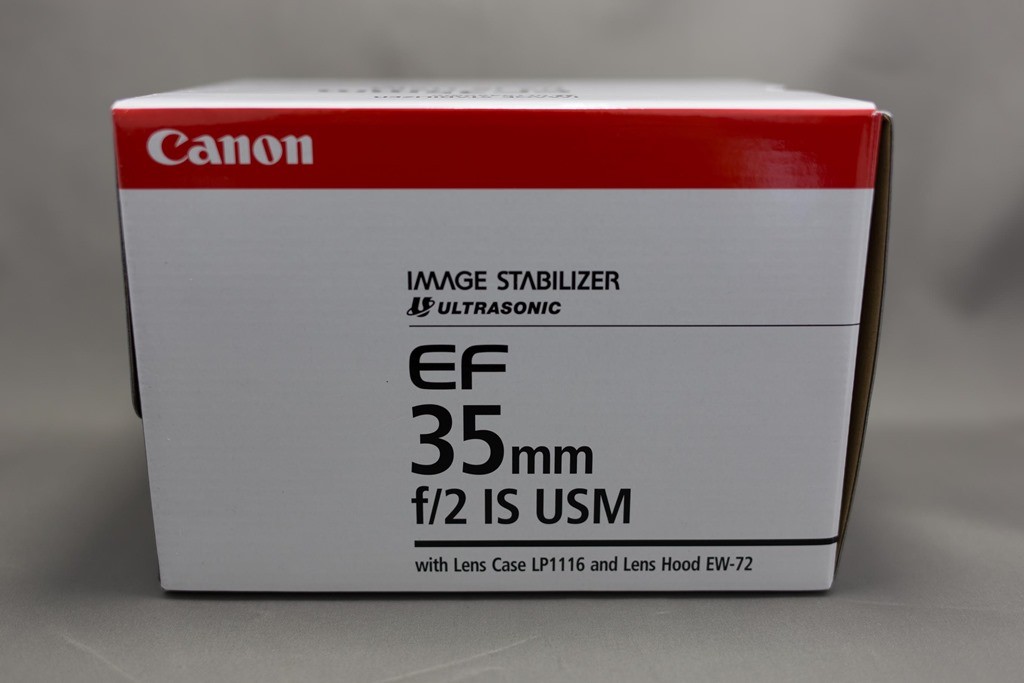 Canon
IMAGE STABILIZER
ULTRASONIC
EF
35mm
f/2 IS USM
with Lens Case LP1116 and Lens Hood EW-72